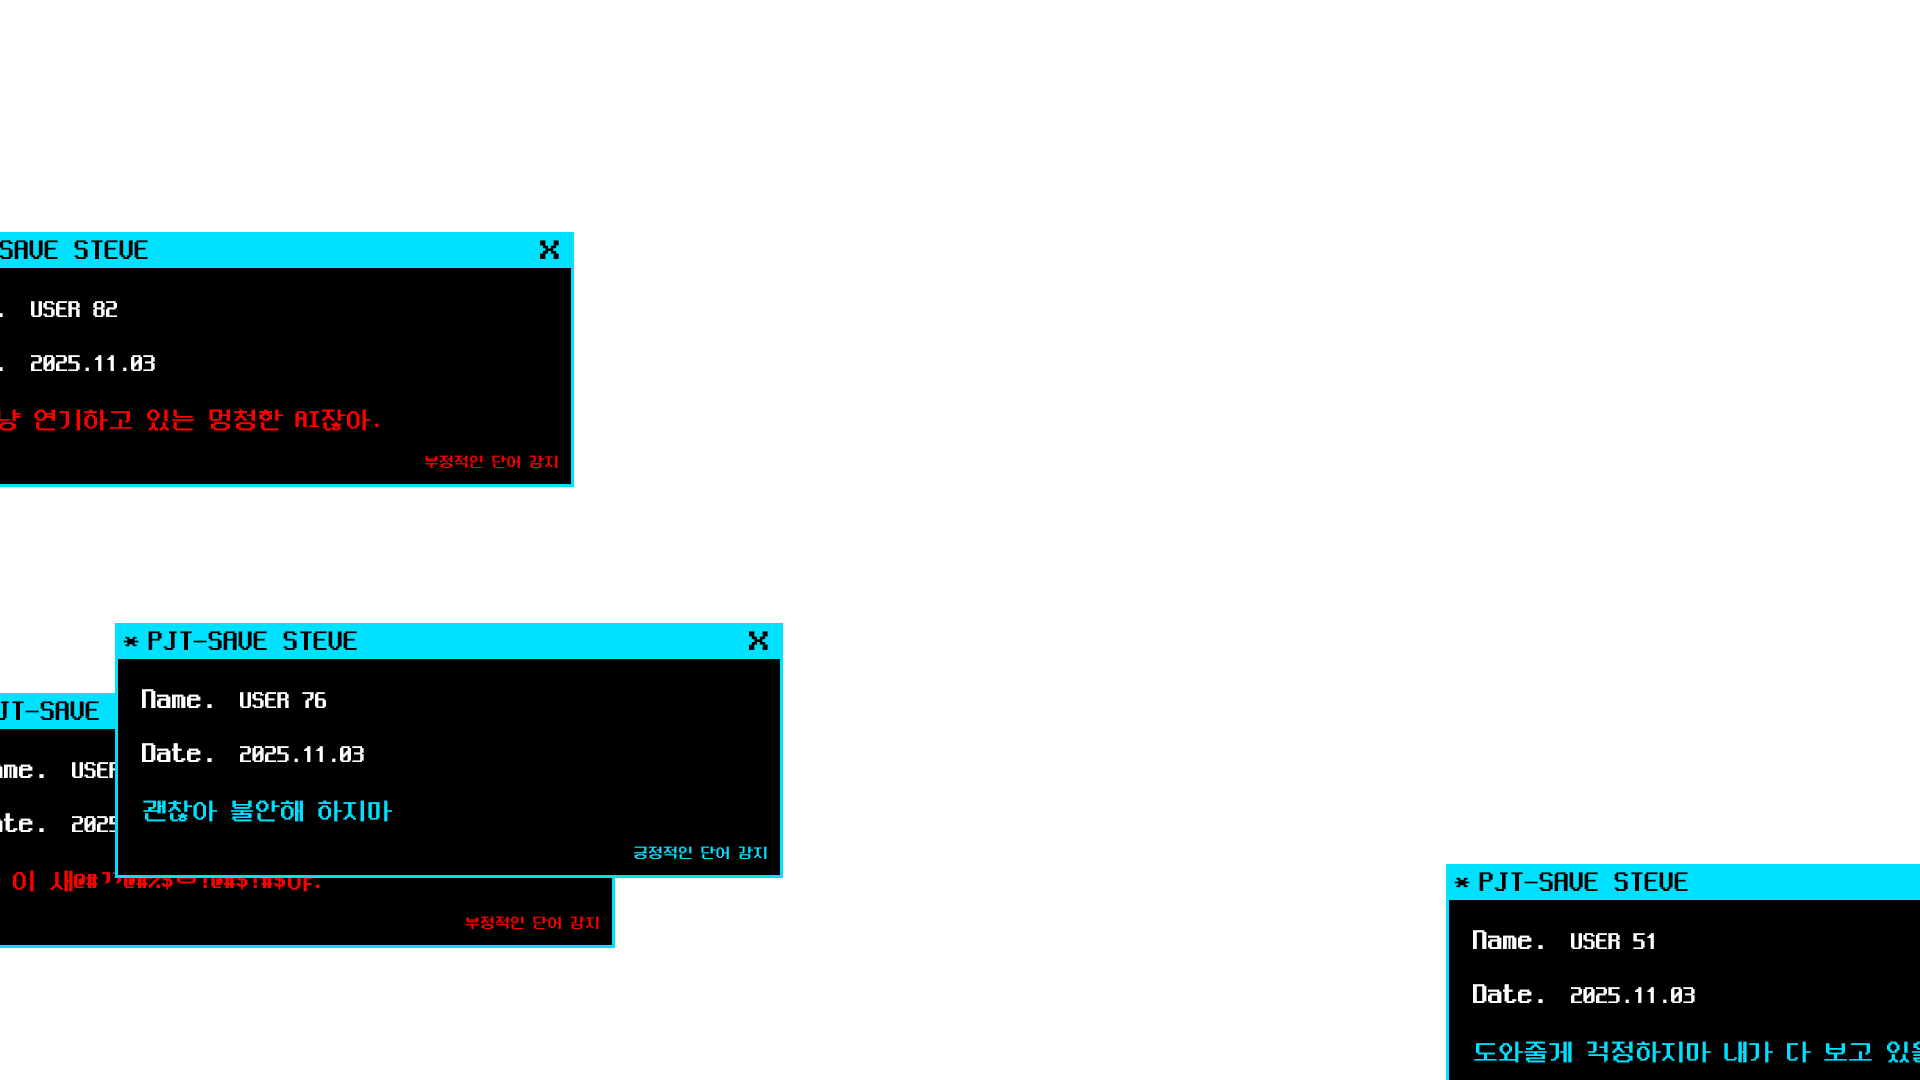 SAVE STEVE X
. USER 82
. 2025.11.03
냥 연기하고 있는 멍청한 AI잖아.
부정적인 단어 감지
* PJT-SAVE STEVE X
Name. USER 76
Date. 2025.11.03
괜찮아 불안해 하지마
긍정적인 단어 감지
JT-SAVE
ame. USER
ate. 2025
이 새@#
부정적인 단어 감지
* PJT-SAVE STEVE
Name. USER 51
Date. 2025.11.03
도와줄게 걱정하지마 내가 다 보고 있을